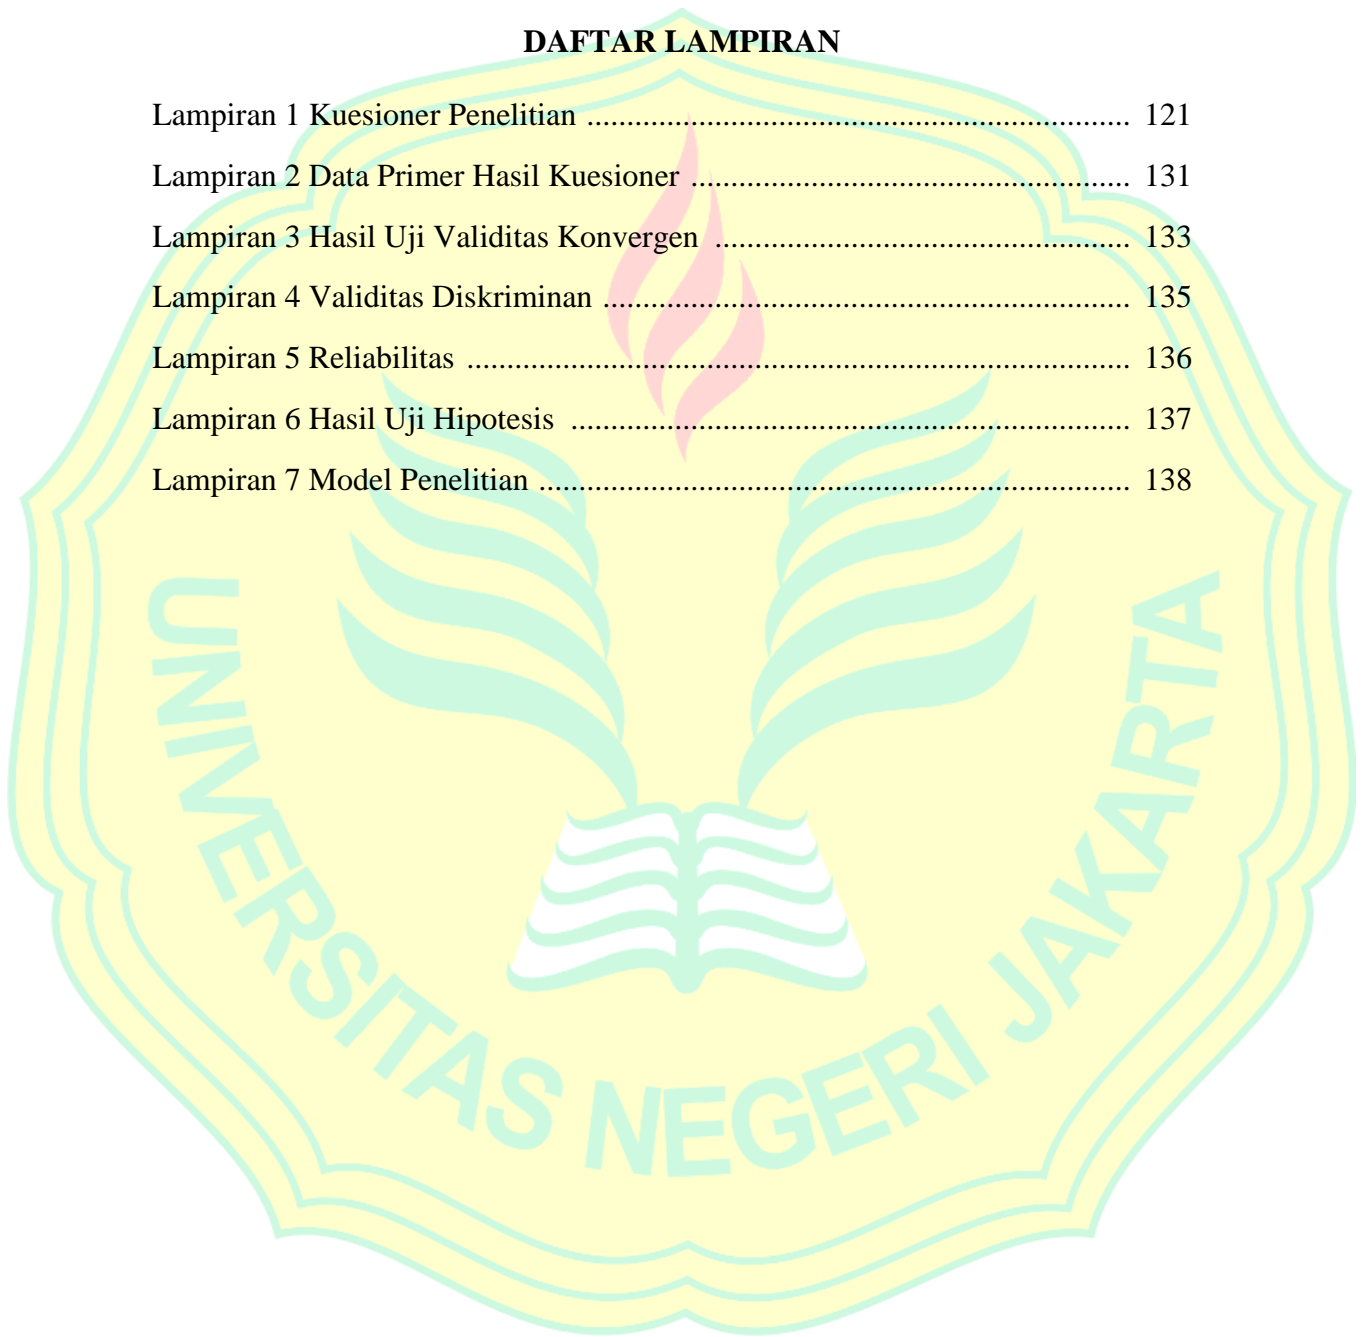 DAFTAR LAMPIRAN
Lampiran 1 Kuesioner Penelitian .................................................................... 121
Lampiran 2 Data Primer Hasil Kuesioner ....................................................... 131
Lampiran 3 Hasil Uji Validitas Konvergen .................................................... 133
Lampiran 4 Validitas Diskriminan .................................................................. 135
Lampiran 5 Reliabilitas ................................................................................... 136
Lampiran 6 Hasil Uji Hipotesis ...................................................................... 137
Lampiran 7 Model Penelitian .......................................................................... 138
UNIVERSITAS NEGERI JAKARTA